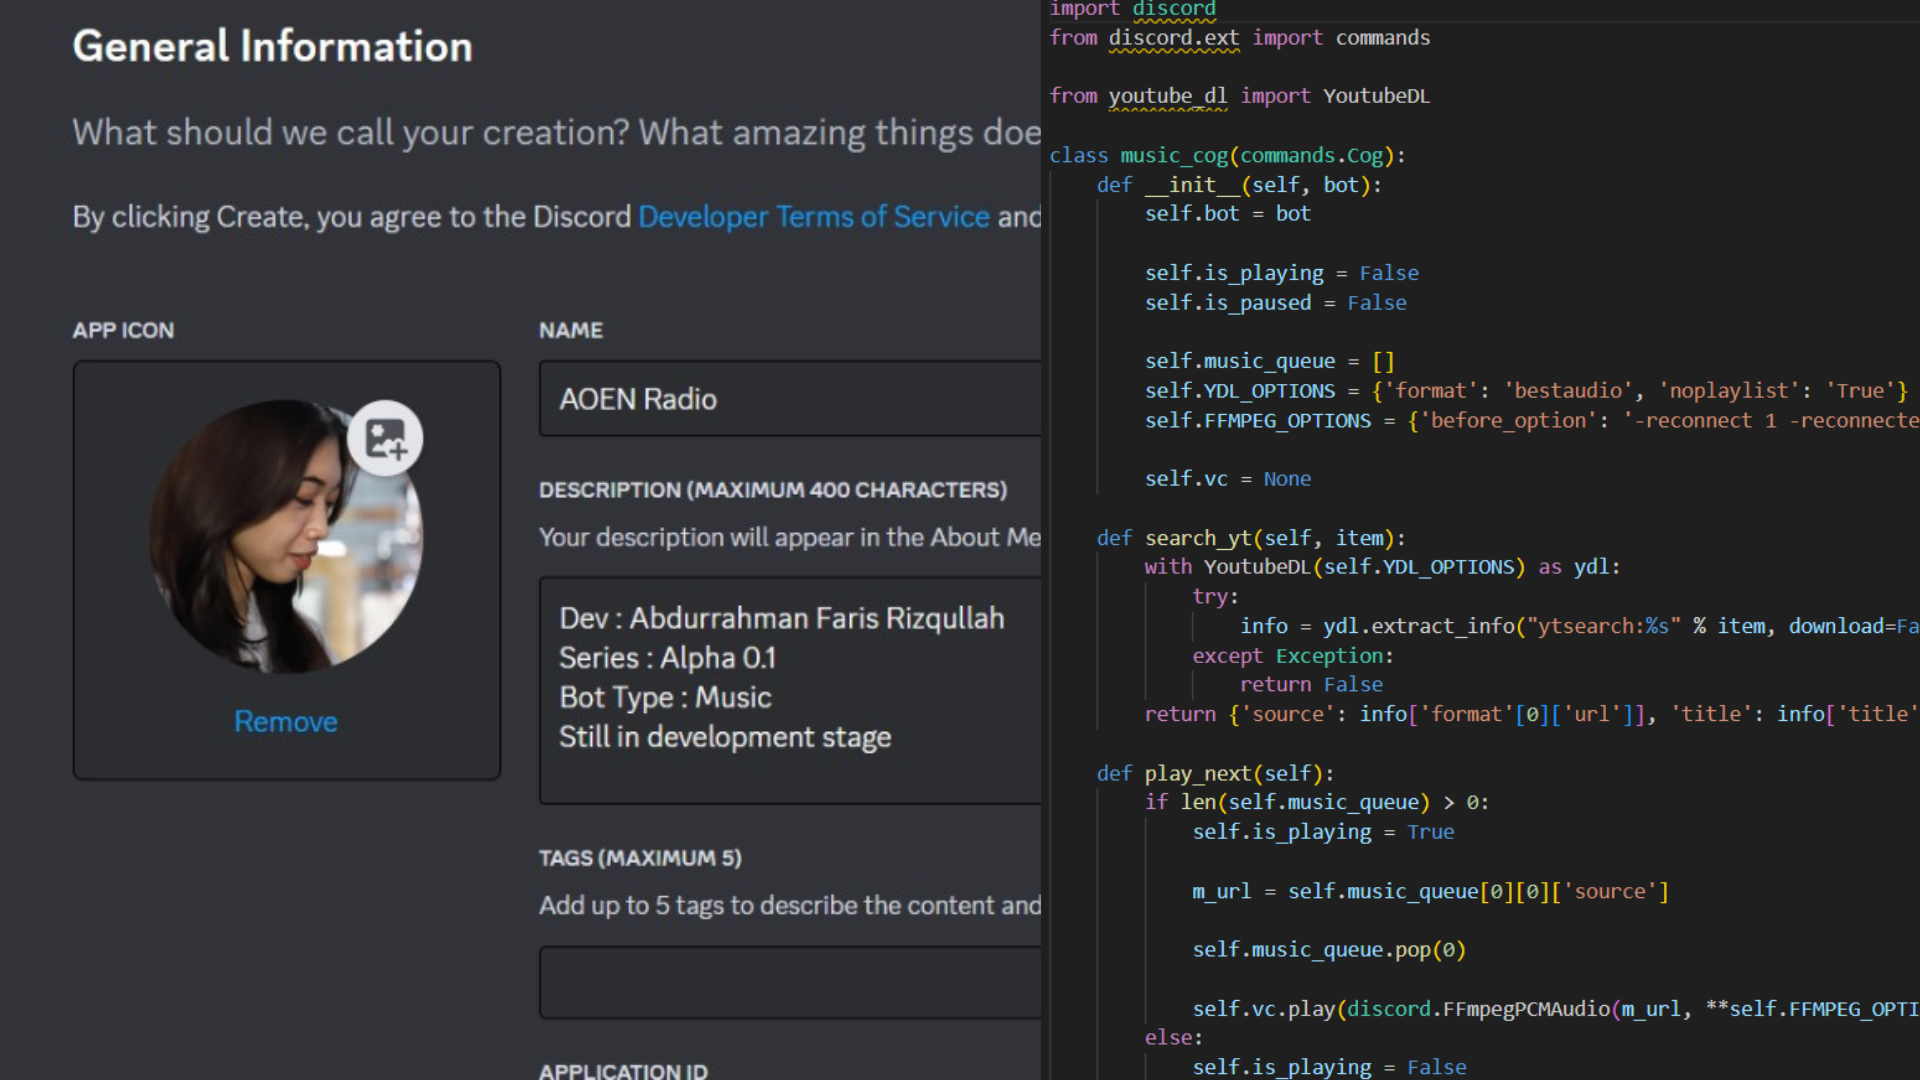 General Information
What should we call your creation? What amazing things doe
By clicking Create, you agree to the Discord Developer Terms of Service and
APP ICON
Remove
NAME
AOEN Radio
DESCRIPTION (MAXIMUM 400 CHARACTERS)
Your description will appear in the About Me
Dev : Abdurrahman Faris Rizqullah
Series : Alpha 0.1
Bot Type : Music
Still in development stage
TAGS (MAXIMUM 5)
Add up to 5 tags to describe the content and
APPLICATION ID
import discord
from discord.ext import commands
from youtube_dl import YoutubeDL
class music_cog(commands.Cog):
def __init__(self, bot):
self.bot = bot
self.is_playing = False
self.is_paused = False
self.music_queue = []
self.YDL_OPTIONS = {'format': 'bestaudio', 'noplaylist': 'True'}
self.FFMPEG_OPTIONS = {'before_option': '-reconnect 1 -reconnecte
self.vc = None
def search_yt(self, item):
with YoutubeDL(self.YDL_OPTIONS) as ydl:
try:
info = ydl.extract_info("ytsearch:%s" % item, download=Fa
except Exception:
return False
return {'source': info['format'[0]['url']], 'title': info['title'
def play_next(self):
if len(self.music_queue) > 0:
self.is_playing = True
m_url = self.music_queue[0][0]['source']
self.music_queue.pop(0)
self.vc.play(discord.FFmpegPCMAudio(m_url, **self.FFMPEG_OPTI
else:
self.is_playing = False